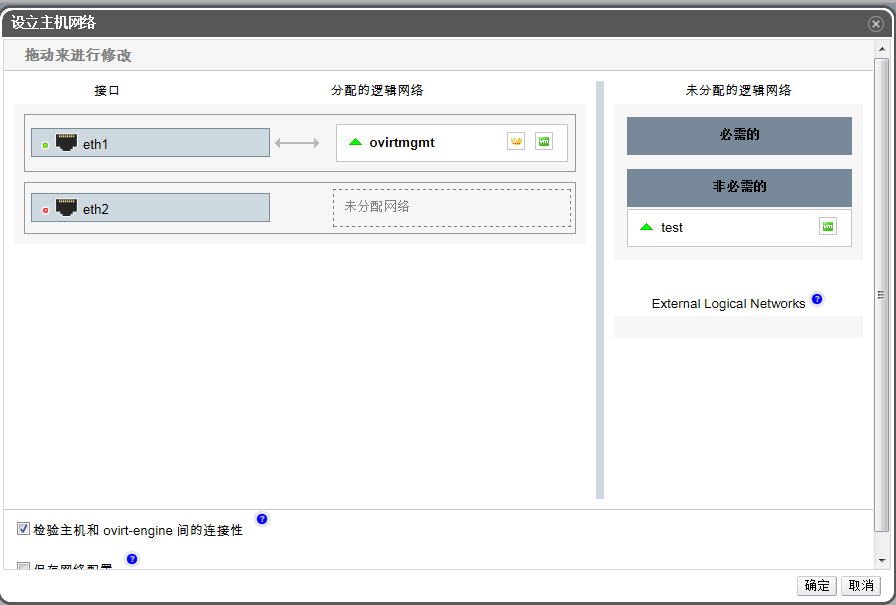 设立主机网络
拖动来进行修改
接口
分配的逻辑网络
未分配的逻辑网络
eth1
ovirtmgmt
eth2
未分配网络
必需的
非必需的
test
External Logical Networks
检验主机和 ovirt-engine 间的连接性
保存网络配置
确定
取消